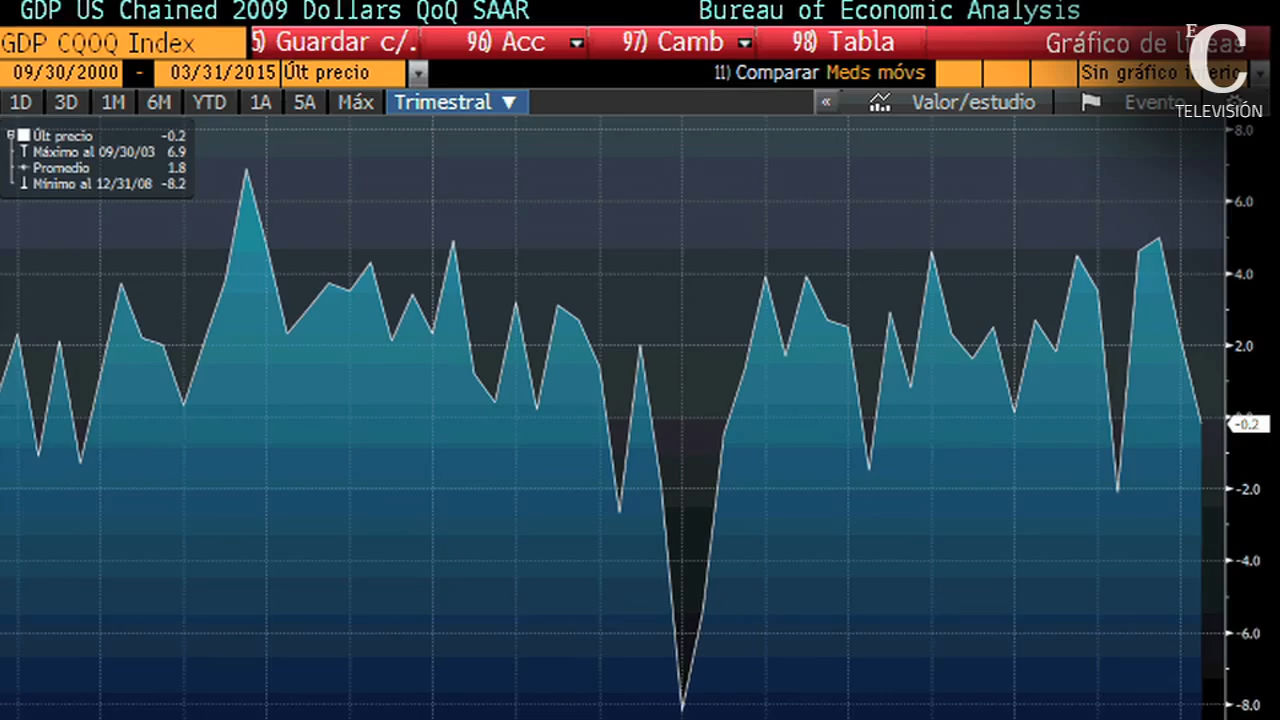 GDP US Chained 2009 Dollars QoQ SAAR Bureau of Economic Analysis
GDP CQOQ Index 5) Guardar c/. 96) Acc 97) Camb 98) Tabla Gráfico de líneas
E C
TELEVISIÓN
09/30/2000 - 03/31/2015 Últ precio 11) Comparar Meds móvs Sin gráfico inferio
1D 3D 1M 6M YTD 1A 5A Máx Trimestral ▼ « Valor/estudio Evento
Últ precio -0.2
Máximo al 09/30/03 6.9
Promedio 1.8
Mínimo al 12/31/08 -8.2
8.0
6.0
4.0
2.0
-0.2
-2.0
-4.0
-6.0
-8.0